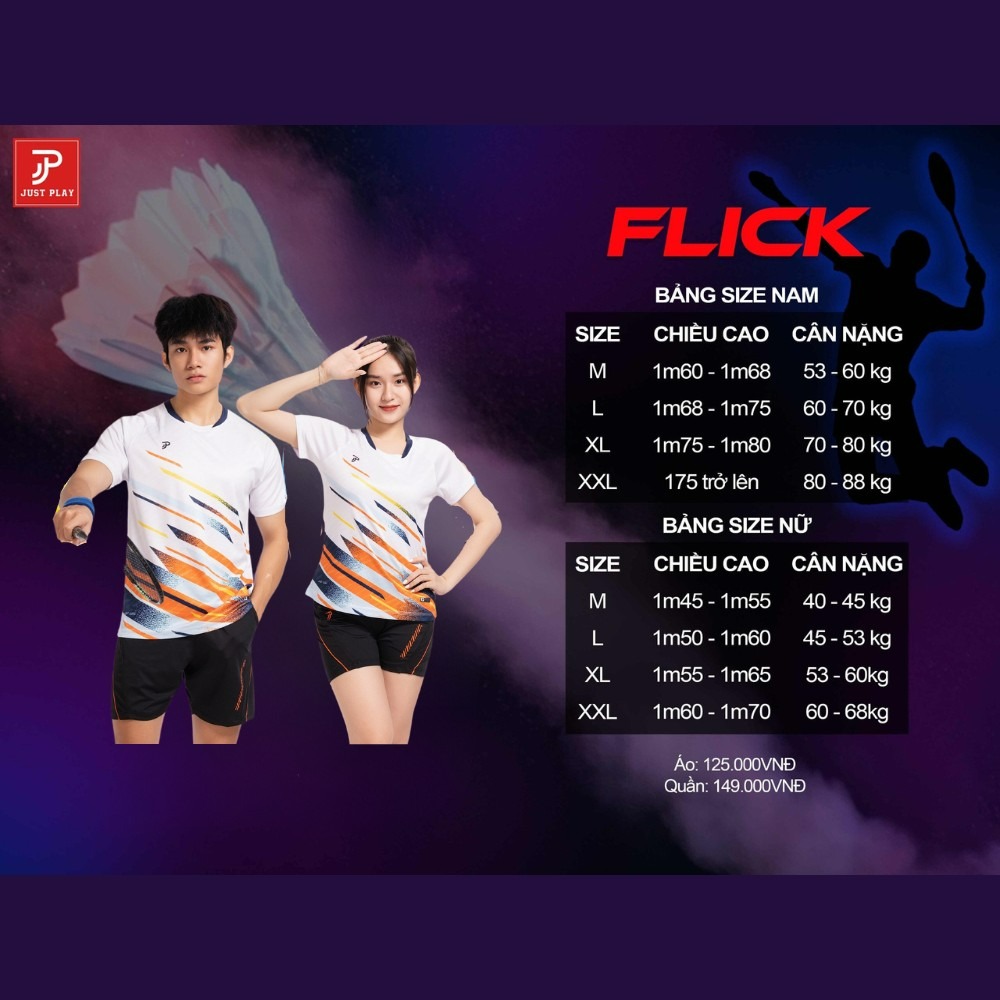 JUST PLAY
FLICK
BẢNG SIZE NAM
SIZE CHIỀU CAO CÂN NẶNG
M 1m60 - 1m68 53 - 60 kg
L 1m68 - 1m75 60 - 70 kg
XL 1m75 - 1m80 70 - 80 kg
XXL 175 trở lên 80 - 88 kg
BẢNG SIZE NỮ
SIZE CHIỀU CAO CÂN NẶNG
M 1m45 - 1m55 40 - 45 kg
L 1m50 - 1m60 45 - 53 kg
XL 1m55 - 1m65 53 - 60kg
XXL 1m60 - 1m70 60 - 68kg
Áo: 125.000VNĐ
Quần: 149.000VNĐ